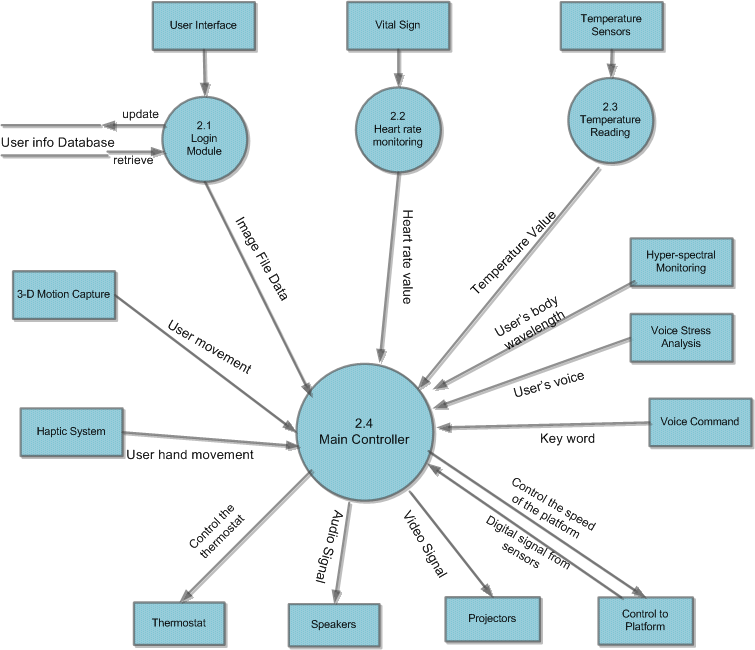 User Interface
Vital Sign
Temperature
Sensors
update
User info Database
retrieve
2.1
Login
Module
2.2
Heart rate
monitoring
2.3
Temperature
Reading
Image File Data
Heart rate value
Temperature Value
Hyper-spectral
Monitoring
3-D Motion Capture
User movement
User's body
wavelength
Voice Stress
Analysis
User's voice
Haptic System
User hand movement
2.4
Main Controller
Key word
Voice Command
Control the
thermostat
Audio Signal
Video Signal
Control the speed
of the platform
Digital signal from
sensors
Thermostat
Speakers
Projectors
Control to
Platform